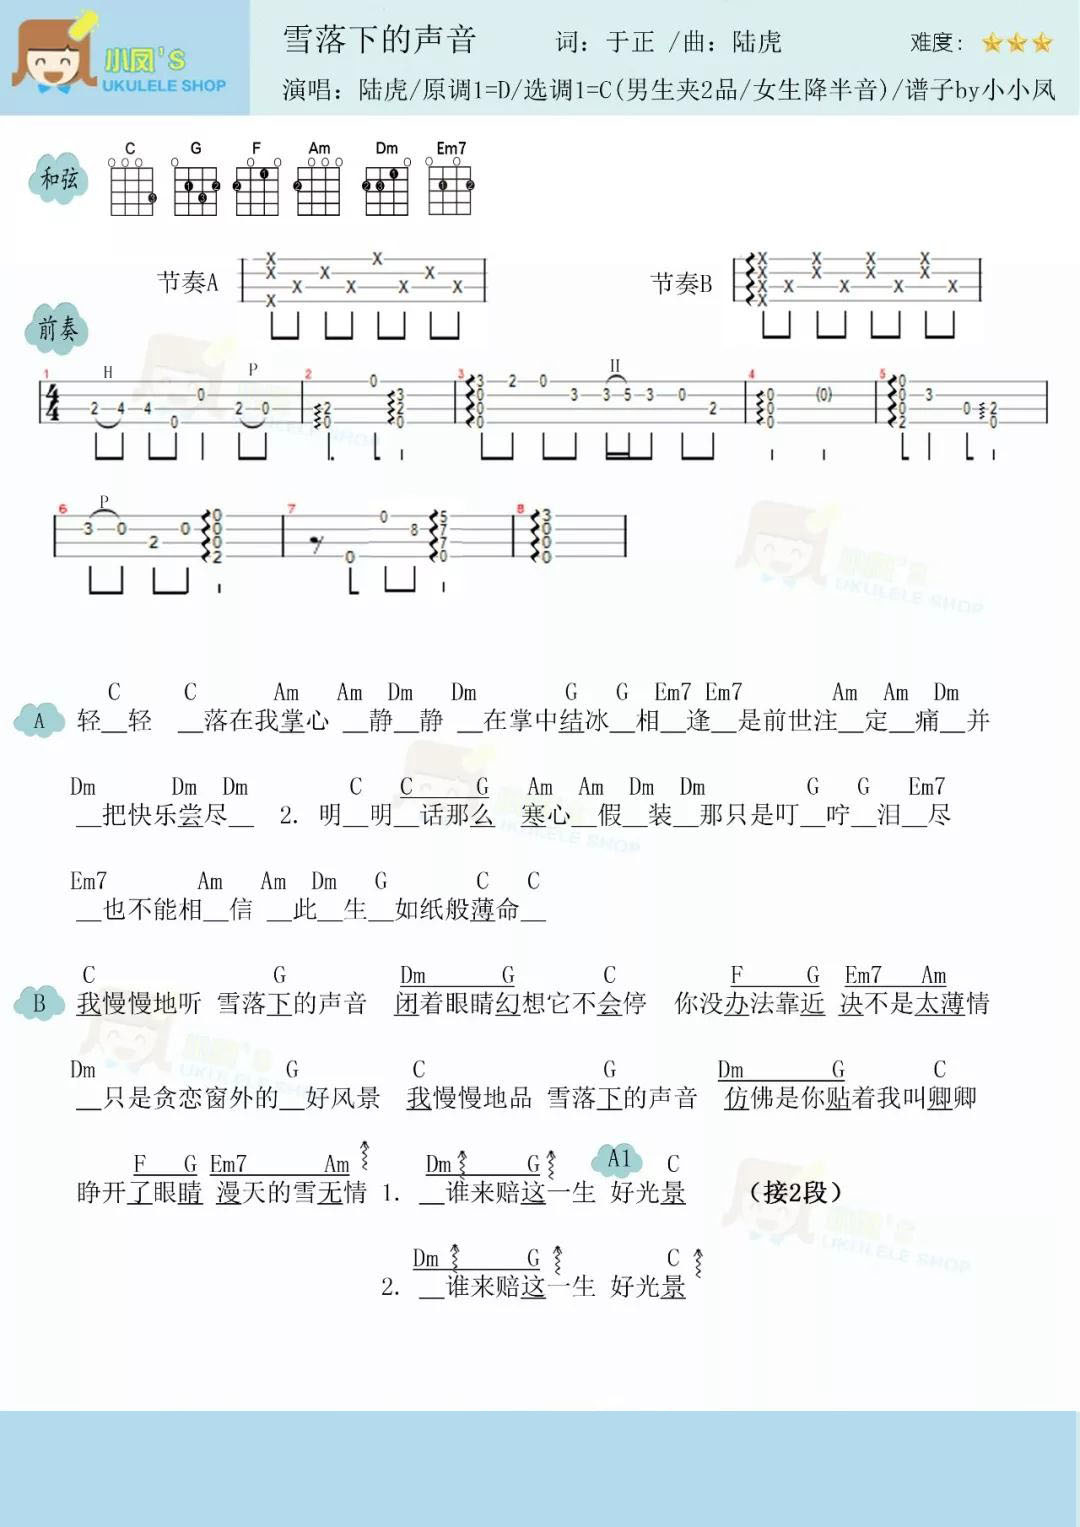 小凤's
UKULELE SHOP
雪落下的声音 词：于正 /曲：陆虎 难度：
演唱：陆虎/原调1=D/选调1=C(男生夹2品/女生降半音)/谱子by小小凤
和弦 C G F Am Dm Em7
节奏A 节奏B
前奏
H P H
1 2 3 4 5
P
6 7 8
C C Am Am Dm Dm G G Em7 Em7 Am Am Dm
A 轻__轻 __落在我掌心 __静__静 __在掌中结冰__相__逢__是前世注__定__痛__并
Dm Dm Dm C C G Am Am Dm Dm G G Em7
__把快乐尝尽__ 2. 明__明__话那么 寒心__假__装__那只是叮__咛__泪__尽
Em7 Am Am Dm G C C
__也不能相__信 __此__生__如纸般薄命__
C G Dm G C F G Em7 Am
B 我慢慢地听 雪落下的声音 闭着眼睛幻想它不会停 你没办法靠近 决不是太薄情
Dm G C G Dm G C
__只是贪恋窗外的__好风景 我慢慢地品 雪落下的声音 仿佛是你贴着我叫卿卿
F G Em7 Am Dm G A1 C
睁开了眼睛 漫天的雪无情 1. __谁来赔这一生 好光景 （接2段）
Dm G C
2. __谁来赔这一生 好光景